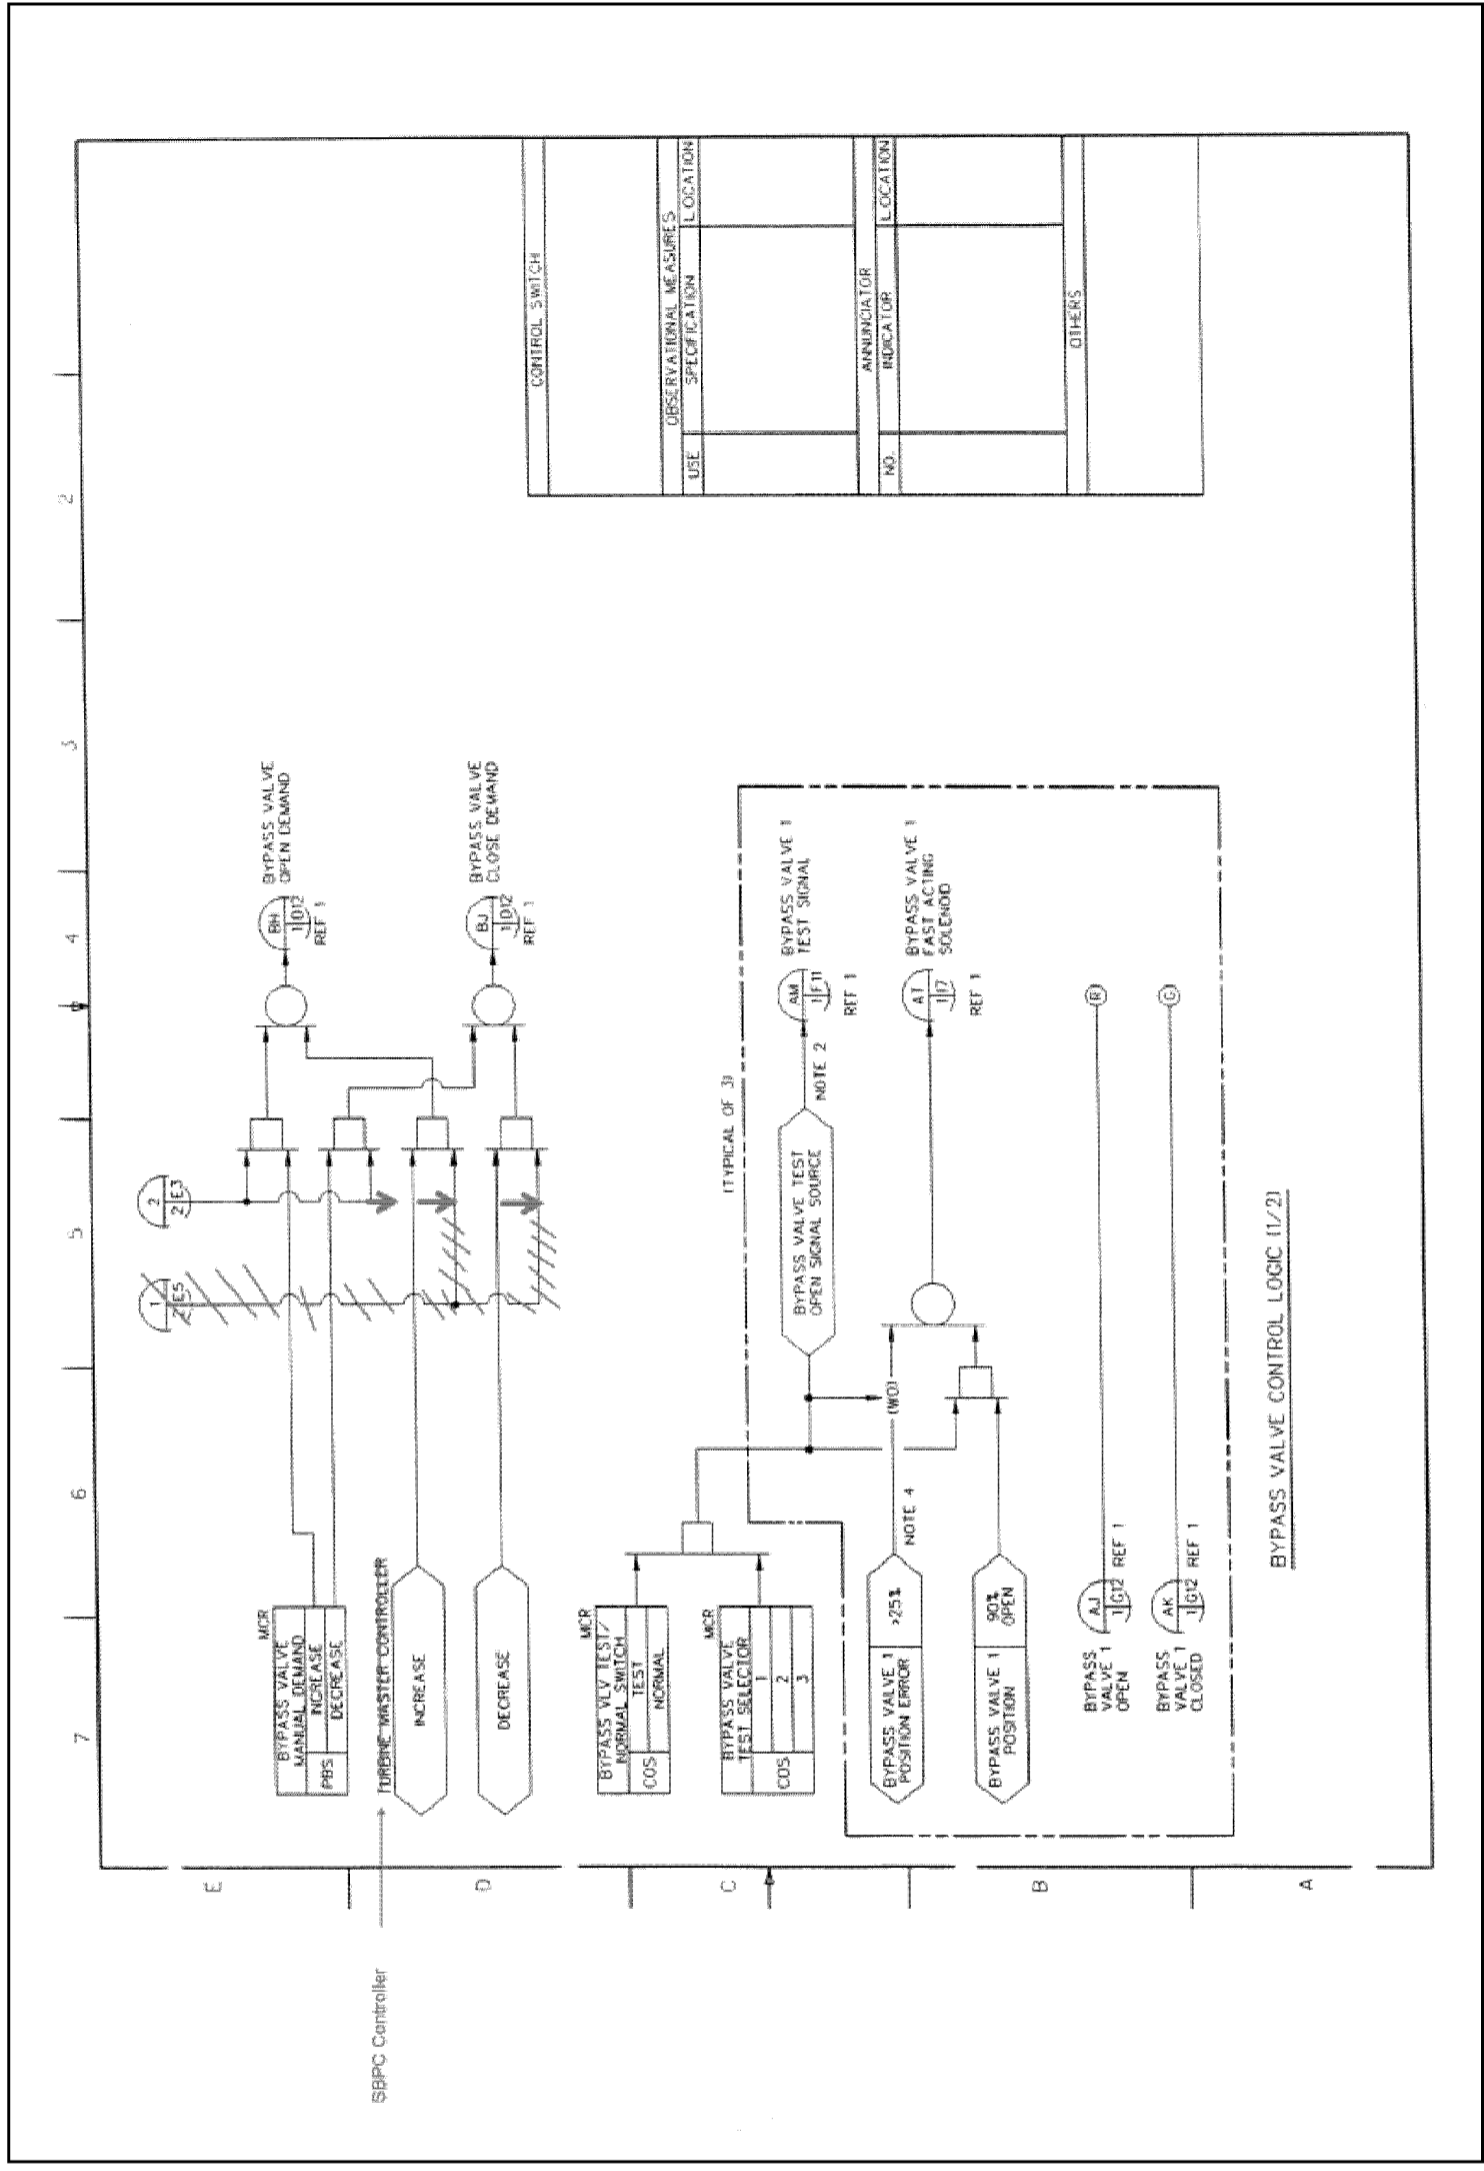 2
3
4
5
6
7
E
D
C
B
A
SBPC Controller
MCR
BYPASS VALVE
MANUAL DEMAND
PBS
INCREASE
DECREASE
TURBINE MASTER CONTROLLER
INCREASE
DECREASE
1
2 E5
2
2 E3
BH
1 D12
REF 1
BYPASS VALVE
OPEN DEMAND
BJ
1 D12
REF 1
BYPASS VALVE
CLOSE DEMAND
MCR
BYPASS VLV TEST/
NORMAL SWITCH
COS
TEST
NORMAL
MCR
BYPASS VALVE
TEST SELECTOR
COS
1
2
3
(TYPICAL OF 3)
BYPASS VALVE TEST
OPEN SIGNAL SOURCE
NOTE 2
AM
1 F11
REF 1
BYPASS VALVE 1
TEST SIGNAL
BYPASS VALVE 1
POSITION ERROR
>25%
NOTE 4
(WO)
AT
REF 1
BYPASS VALVE 1
FAST ACTING
SOLENOID
BYPASS VALVE 1
POSITION
90%
OPEN
BYPASS
VALVE 1
OPEN
AJ
1 G12
REF 1
R
BYPASS
VALVE 1
CLOSED
AK
1 G12
REF 1
G
BYPASS VALVE CONTROL LOGIC (1/2)
CONTROL SWITCH
OBSERVATIONAL MEASURES
USE SPECIFICATION LOCATION
ANNUNCIATOR
NO. INDICATOR LOCATION
OTHERS